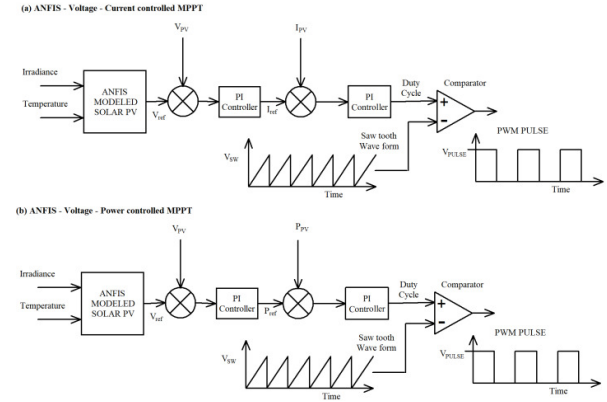 (a) ANFIS - Voltage - Current controlled MPPT
VPV
IPV
Irradiance
Temperature
ANFIS
MODELED
SOLAR PV
Vref
PI
Controller
Iref
PI
Controller
Duty
Cycle
Comparator
+
-
Saw tooth
Wave form
VSW
Time
PWM PULSE
VPULSE
Time
(b) ANFIS - Voltage - Power controlled MPPT
VPV
PPV
Irradiance
Temperature
ANFIS
MODELED
SOLAR PV
Vref
PI
Controller
Pref
PI
Controller
Duty
Cycle
Comparator
+
-
Saw tooth
Wave form
VSW
Time
PWM PULSE
VPULSE
Time